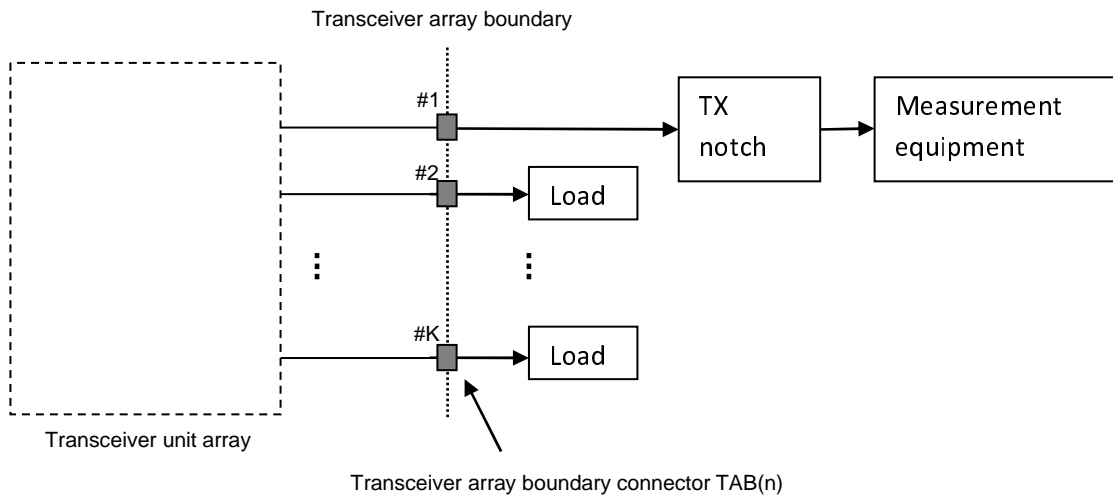 Transceiver array boundary
#1
TX
notch
Measurement
equipment
#2
Load
#K
Load
Transceiver unit array
Transceiver array boundary connector TAB(n)